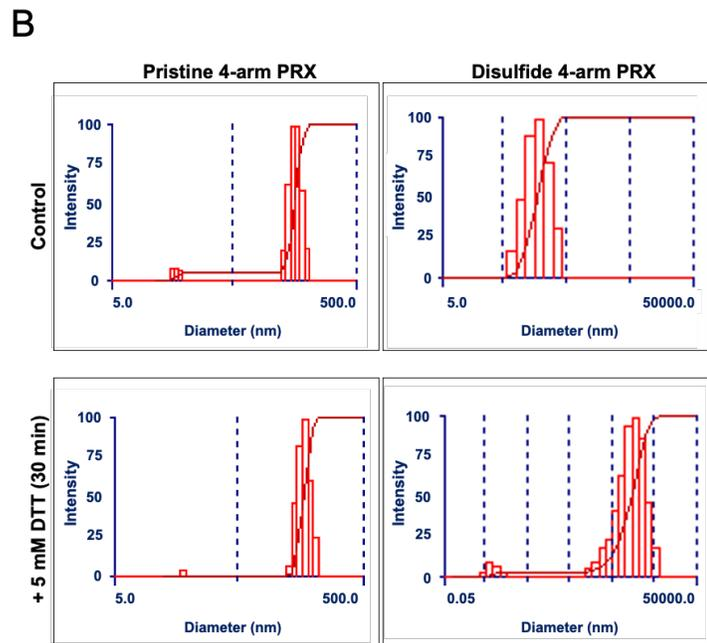 B
Pristine 4-arm PRX
Disulfide 4-arm PRX
Control
Intensity
100
75
50
25
0
5.0
500.0
Diameter (nm)
Intensity
100
75
50
25
0
5.0
50000.0
Diameter (nm)
+ 5 mM DTT (30 min)
Intensity
100
75
50
25
0
5.0
500.0
Diameter (nm)
Intensity
100
75
50
25
0
0.05
50000.0
Diameter (nm)